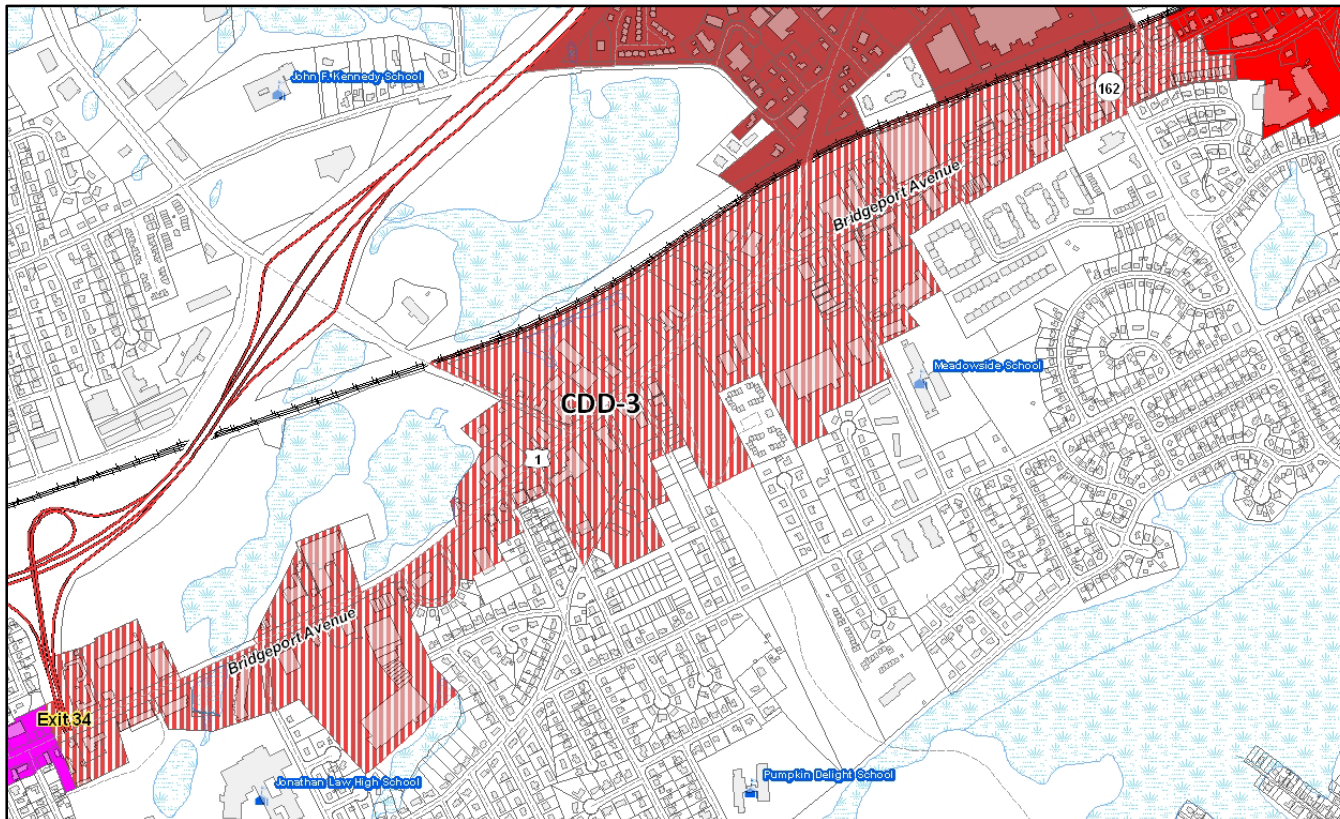 John F. Kennedy School
162
Bridgeport Avenue
Meadowside School
CDD-3
1
Bridgeport Avenue
Exit 34
Jonathan Law High School
Pumpkin Delight School